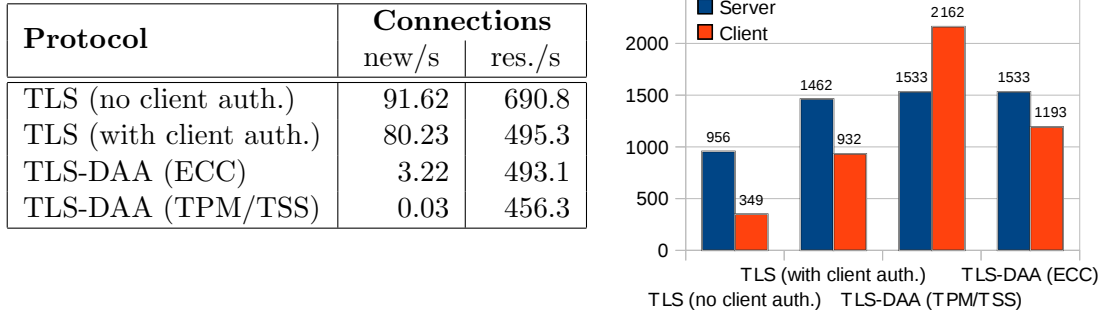 Protocol Connections
new/s res./s
TLS (no client auth.) 91.62 690.8
TLS (with client auth.) 80.23 495.3
TLS-DAA (ECC) 3.22 493.1
TLS-DAA (TPM/TSS) 0.03 456.3
Server
Client
2162
2000
1533 1533
1462
1500
1193
956 932
1000
500
349
0
TLS (with client auth.) TLS-DAA (ECC)
TLS (no client auth.) TLS-DAA (TPM/TSS)